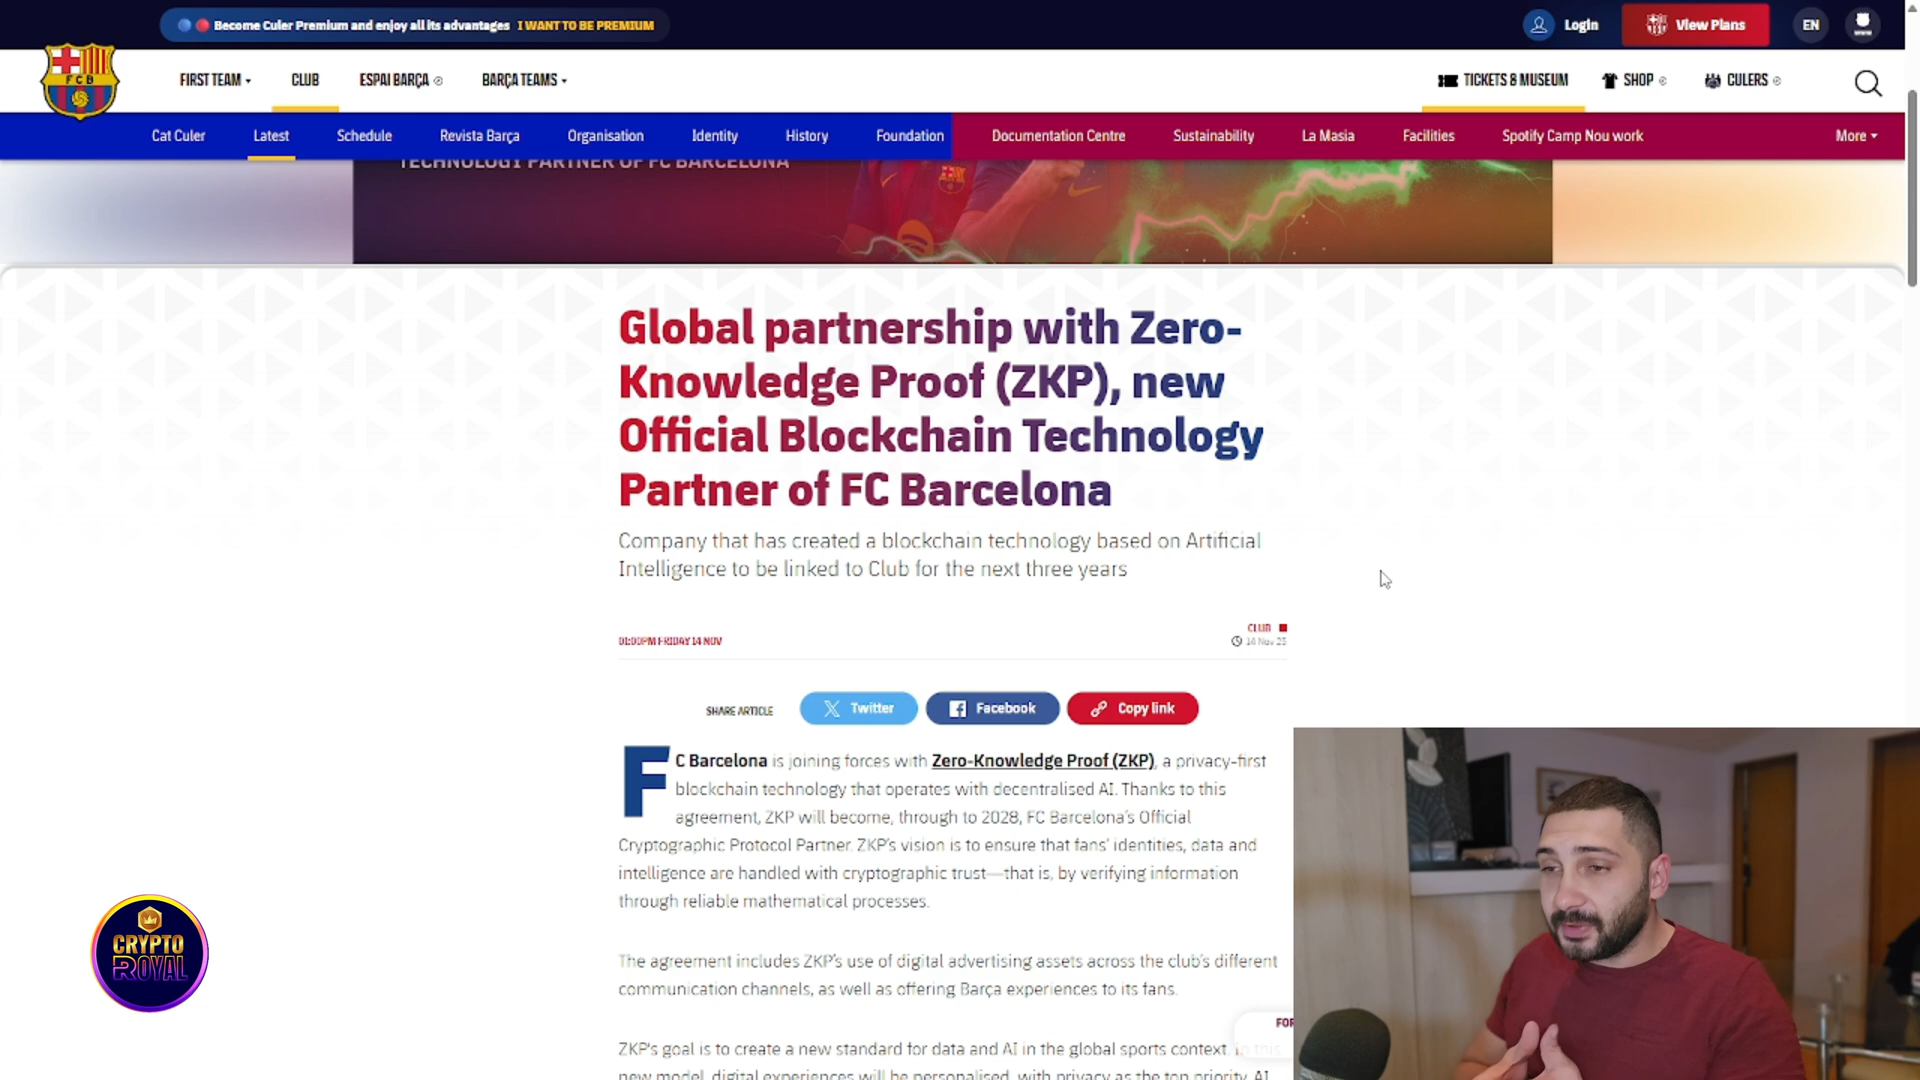 Become Culer Premium and enjoy all its advantages I WANT TO BE PREMIUM
Login
View Plans
EN
FCB
FIRST TEAM
CLUB
ESPAI BARÇA
BARÇA TEAMS
TICKETS & MUSEUM
SHOP
CULERS
Cat Culer
Latest
Schedule
Revista Barça
Organisation
Identity
History
Foundation
Documentation Centre
Sustainability
La Masia
Facilities
Spotify Camp Nou work
More
TECHNOLOGY PARTNER OF FC BARCELONA
Global partnership with Zero-
Knowledge Proof (ZKP), new
Official Blockchain Technology
Partner of FC Barcelona
Company that has created a blockchain technology based on Artificial
Intelligence to be linked to Club for the next three years
CLUB
01:00PM FRIDAY 14 NOV
14 Nov 25
SHARE ARTICLE
Twitter
Facebook
Copy link
FC Barcelona is joining forces with Zero-Knowledge Proof (ZKP), a privacy-first
blockchain technology that operates with decentralised AI. Thanks to this
agreement, ZKP will become, through to 2028, FC Barcelona's Official
Cryptographic Protocol Partner. ZKP's vision is to ensure that fans' identities, data and
intelligence are handled with cryptographic trust—that is, by verifying information
through reliable mathematical processes.
The agreement includes ZKP's use of digital advertising assets across the club's different
communication channels, as well as offering Barça experiences to its fans.
FOR
ZKP's goal is to create a new standard for data and AI in the global sports context. In this
new model, digital experiences will be personalised, with privacy as the top priority. AI
CRYPTO
ROYAL